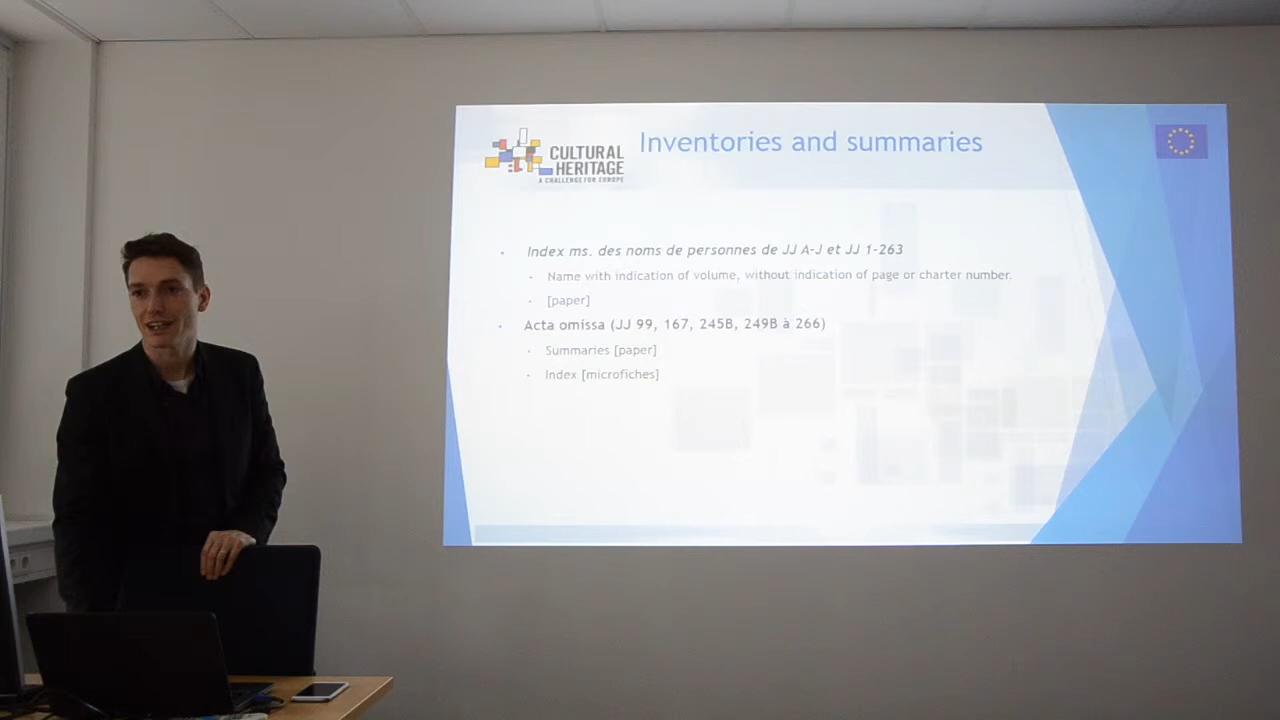 CULTURAL
HERITAGE
A CHALLENGE FOR EUROPE
Inventories and summaries
Index ms. des noms de personnes de JJ A-J et JJ 1-263
Name with indication of volume, without indication of page or charter number.
[paper]
Acta omissa (JJ 99, 167, 245B, 249B à 266)
Summaries [paper]
Index [microfiches]